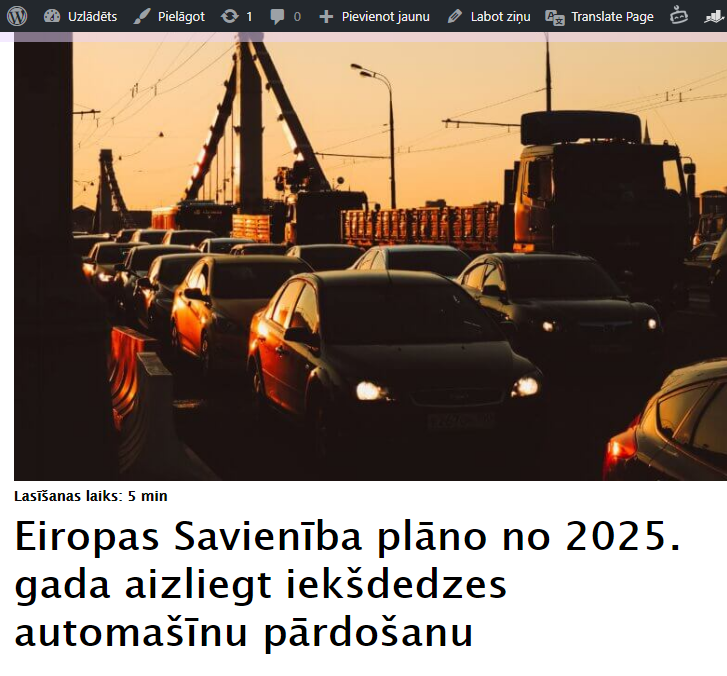 Uzlādēts Pielāgot 1 0 Pievienot jaunu Labot ziņu Translate Page
Lasīšanas laiks: 5 min
Eiropas Savienība plāno no 2025.
gada aizliegt iekšdedzes
automašīnu pārdošanu